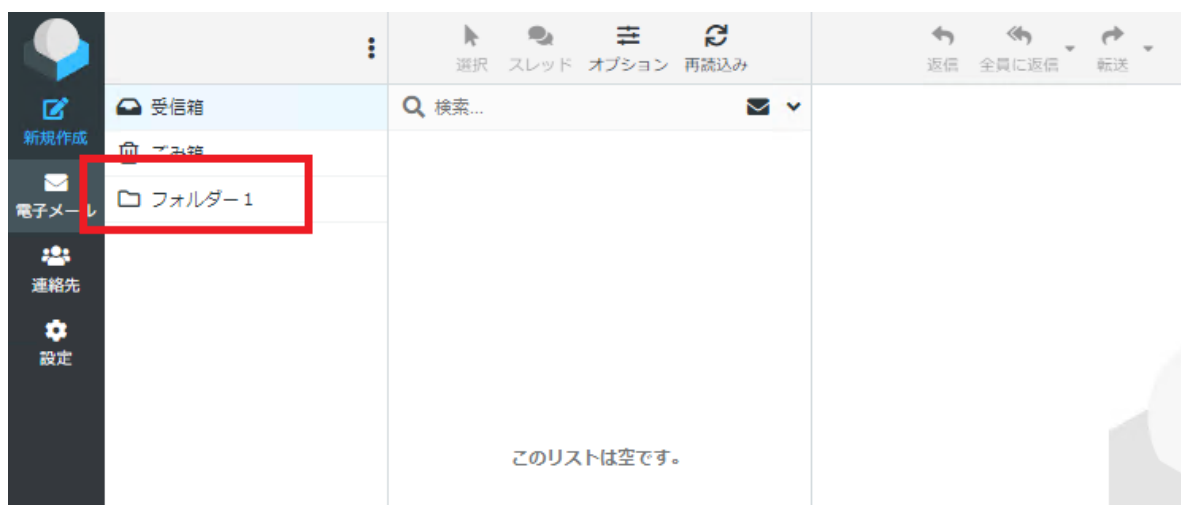 選択
スレッド
オプション
再読込み
返信
全員に返信
転送
新規作成
電子メール
連絡先
設定
受信箱
ごみ箱
フォルダー１
検索...
このリストは空です。